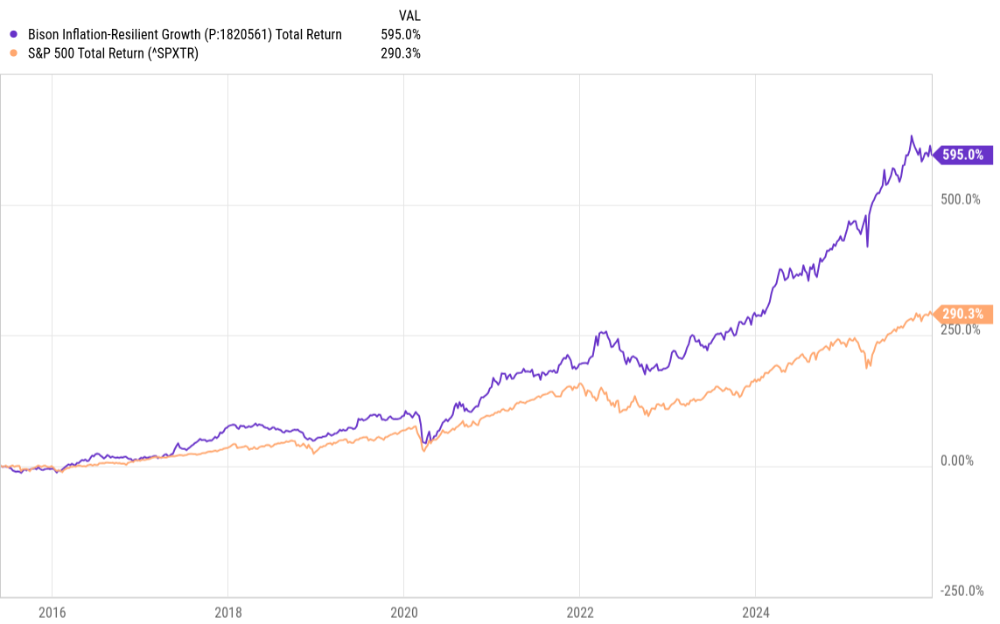 VAL
Bison Inflation-Resilient Growth (P:1820561) Total Return 595.0%
S&P 500 Total Return (^SPXTR) 290.3%
595.0%
500.0%
290.3%
250.0%
0.00%
-250.0%
2016 2018 2020 2022 2024